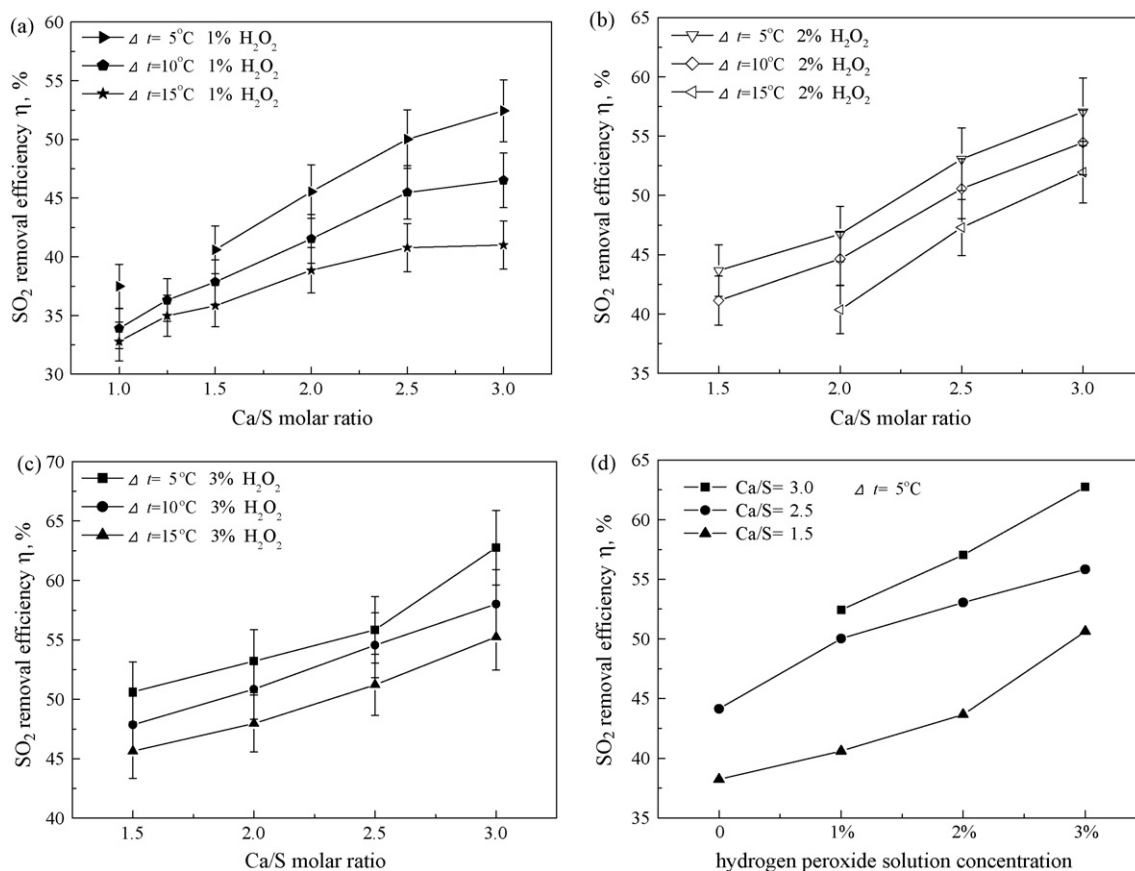 (a)
Δ t= 5°C 1% H₂O₂
Δ t=10°C 1% H₂O₂
Δ t=15°C 1% H₂O₂
SO₂ removal efficiency η, %
60
55
50
45
40
35
30
1.0 1.5 2.0 2.5 3.0
Ca/S molar ratio
(b)
Δ t= 5°C 2% H₂O₂
Δ t=10°C 2% H₂O₂
Δ t=15°C 2% H₂O₂
SO₂ removal efficiency η, %
65
60
55
50
45
40
35
1.5 2.0 2.5 3.0
Ca/S molar ratio
(c)
Δ t= 5°C 3% H₂O₂
Δ t=10°C 3% H₂O₂
Δ t=15°C 3% H₂O₂
SO₂ removal efficiency η, %
70
65
60
55
50
45
40
1.5 2.0 2.5 3.0
Ca/S molar ratio
(d)
Ca/S= 3.0 Δ t= 5°C
Ca/S= 2.5
Ca/S= 1.5
SO₂ removal efficiency η, %
65
60
55
50
45
40
35
0 1% 2% 3%
hydrogen peroxide solution concentration